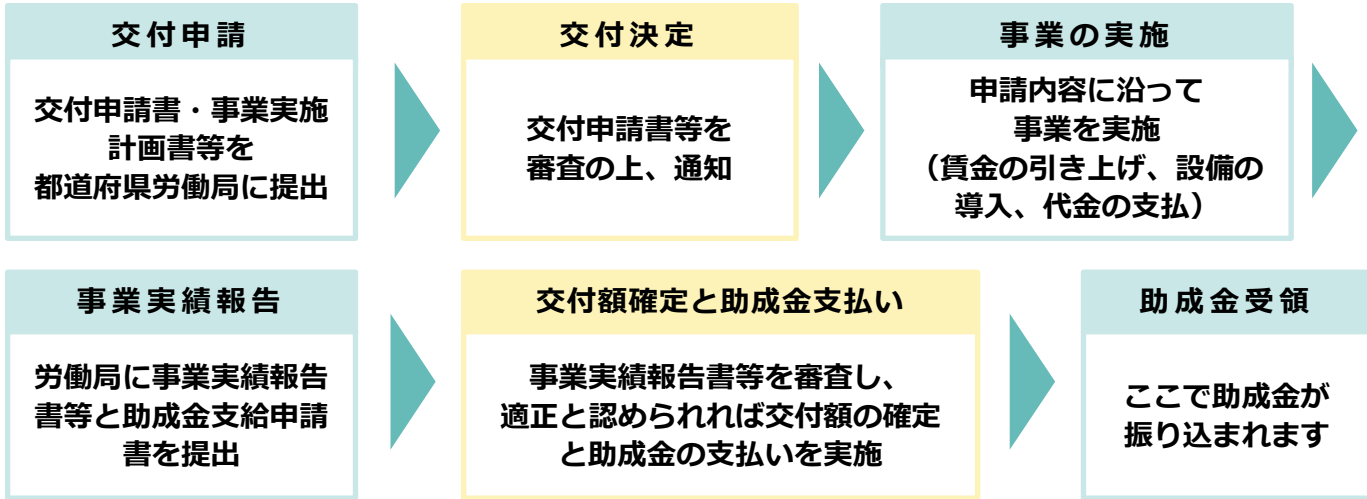 交付申請
交付申請書・事業実施
計画書等を
都道府県労働局に提出
交付決定
交付申請書等を
審査の上、通知
事業の実施
申請内容に沿って
事業を実施
（賃金の引き上げ、設備の
導入、代金の支払）
事業実績報告
労働局に事業実績報告
書等と助成金支給申請
書を提出
交付額確定と助成金支払い
事業実績報告書等を審査し、
適正と認められれば交付額の確定
と助成金の支払いを実施
助成金受領
ここで助成金が
振り込まれます